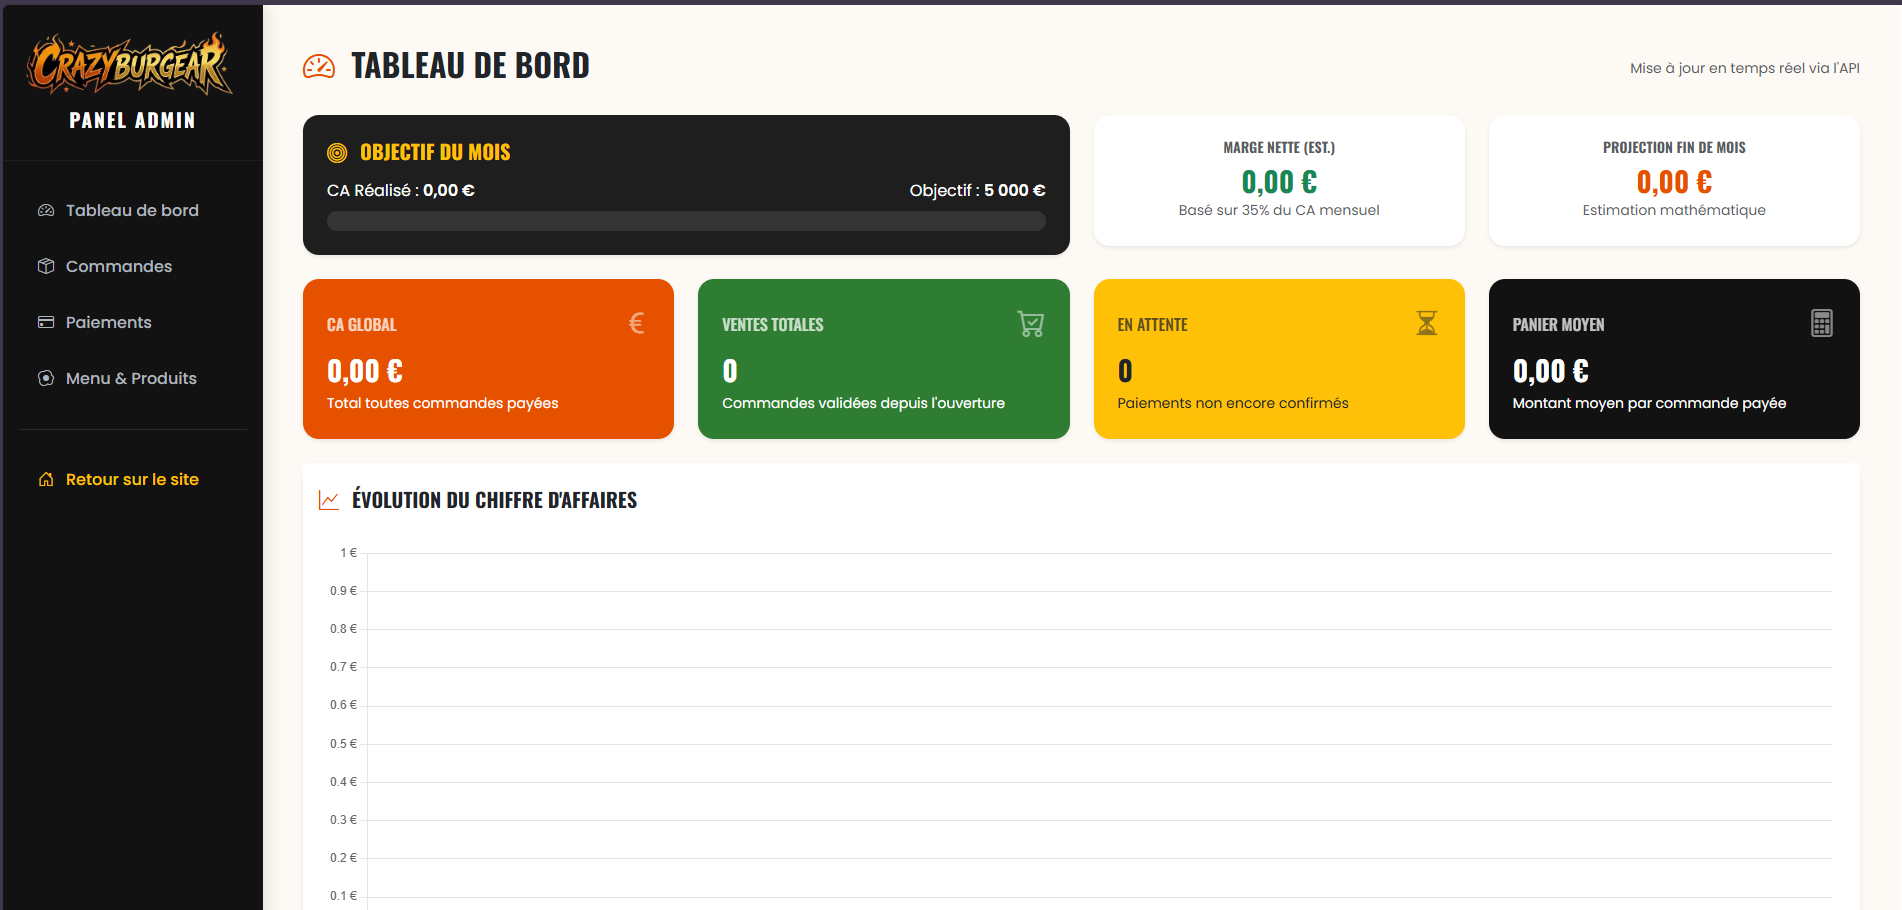 CRAZYBURGEAR
PANEL ADMIN
Tableau de bord
Commandes
Paiements
Menu & Produits
Retour sur le site
TABLEAU DE BORD
Mise à jour en temps réel via l'API
OBJECTIF DU MOIS
CA Réalisé : 0,00 € Objectif : 5 000 €
MARGE NETTE (EST.)
0,00 €
Basé sur 35% du CA mensuel
PROJECTION FIN DE MOIS
0,00 €
Estimation mathématique
CA GLOBAL €
0,00 €
Total toutes commandes payées
VENTES TOTALES
0
Commandes validées depuis l'ouverture
EN ATTENTE
0
Paiements non encore confirmés
PANIER MOYEN
0,00 €
Montant moyen par commande payée
ÉVOLUTION DU CHIFFRE D'AFFAIRES
1 €
0.9 €
0.8 €
0.7 €
0.6 €
0.5 €
0.4 €
0.3 €
0.2 €
0.1 €